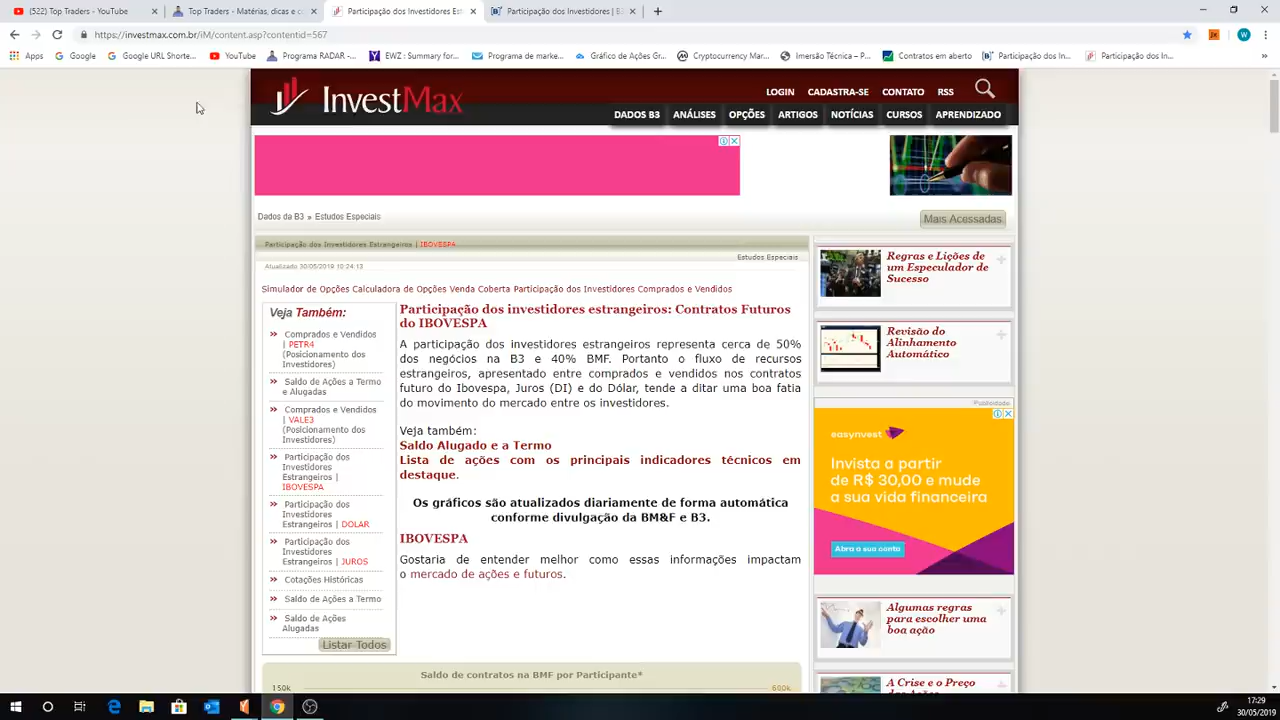 (522) Top Traders - YouTube
Top Traders - Matérias, dicas e c
Participação dos Investidores Es
Participação dos Investidores | B
https://investmax.com.br/iM/content.asp?contentid=567
W
Apps
Google
Google URL Shorte...
YouTube
Programa RADAR -...
EWZ : Summary for...
Programa de marke...
Gráfico de Ações Gr...
Cryptocurrency Mar...
Imersão Técnica – P...
Contratos em aberto
Participação dos In...
Participação dos In...
InvestMax
LOGIN CADASTRA-SE CONTATO RSS
DADOS B3 ANÁLISES OPÇÕES ARTIGOS NOTÍCIAS CURSOS APRENDIZADO
Dados da B3 » Estudos Especiais
Mais Acessadas
Participação dos Investidores Estrangeiros | IBOVESPA
Estudos Especiais
Atualizado 30/05/2019 10:24:13
Simulador de Opções Calculadora de Opções Venda Coberta Participação dos Investidores Comprados e Vendidos
Veja Também:
Comprados e Vendidos
| PETR4
(Posicionamento dos
Investidores)
Saldo de Ações a Termo
e Alugadas
Comprados e Vendidos
| VALE3
(Posicionamento dos
Investidores)
Participação dos
Investidores
Estrangeiros |
IBOVESPA
Participação dos
Investidores
Estrangeiros | DOLAR
Participação dos
Investidores
Estrangeiros | JUROS
Cotações Históricas
Saldo de Ações a Termo
Saldo de Ações
Alugadas
Listar Todos
Participação dos investidores estrangeiros: Contratos Futuros
do IBOVESPA
A participação dos investidores estrangeiros representa cerca de 50%
dos negócios na B3 e 40% BMF. Portanto o fluxo de recursos
estrangeiros, apresentado entre comprados e vendidos nos contratos
futuro do Ibovespa, Juros (DI) e do Dólar, tende a ditar uma boa fatia
do movimento do mercado entre os investidores.
Veja também:
Saldo Alugado e a Termo
Lista de ações com os principais indicadores técnicos em
destaque.
Os gráficos são atualizados diariamente de forma automática
conforme divulgação da BM&F e B3.
IBOVESPA
Gostaria de entender melhor como essas informações impactam
o mercado de ações e futuros.
Saldo de contratos na BMF por Participante*
150k
600k
Regras e Lições de
um Especulador de
Sucesso
Revisão do
Alinhamento
Automático
Publicidade
easynvest
Invista a partir
de R$ 30,00 e mude
a sua vida financeira
Abra a sua conta
Algumas regras
para escolher uma
boa ação
A Crise e o Preço
das Ações
17:29
30/05/2019